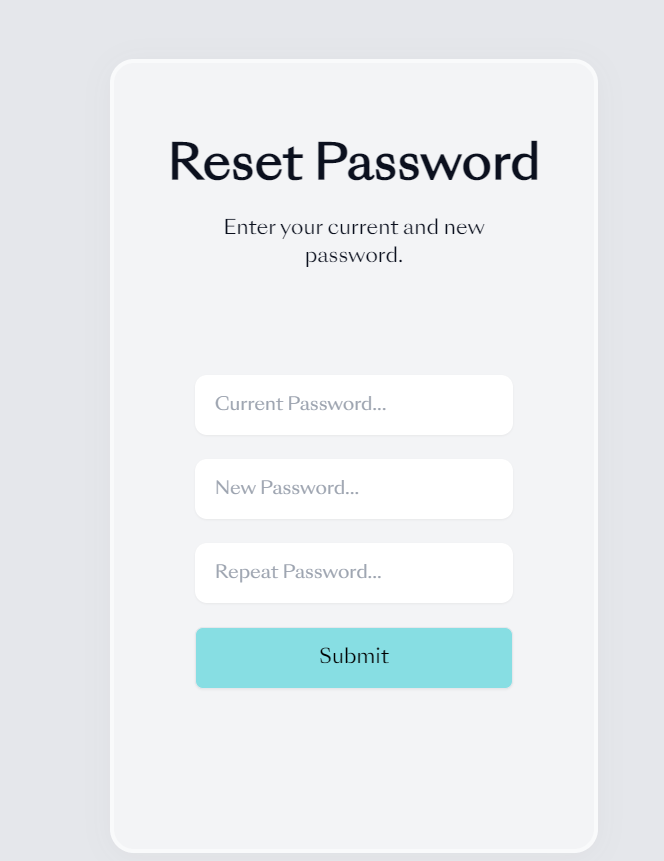 Reset Password
Enter your current and new
password.
Current Password...
New Password...
Repeat Password...
Submit